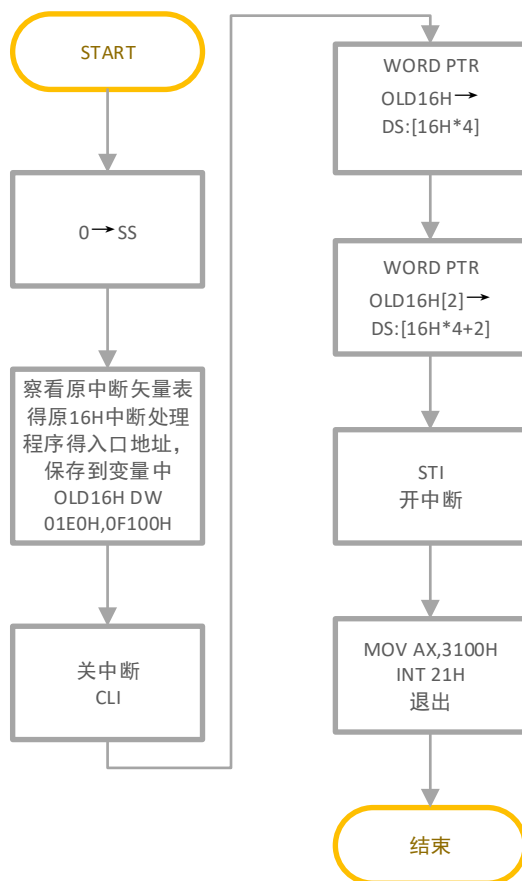 START
0→SS
察看原中断矢量表
得原16H中断处理
程序得入口地址，
保存到变量中
OLD16H DW
01E0H,0F100H
关中断
CLI
WORD PTR
OLD16H→
DS:[16H*4]
WORD PTR
OLD16H[2]→
DS:[16H*4+2]
STI
开中断
MOV AX,3100H
INT 21H
退出
结束